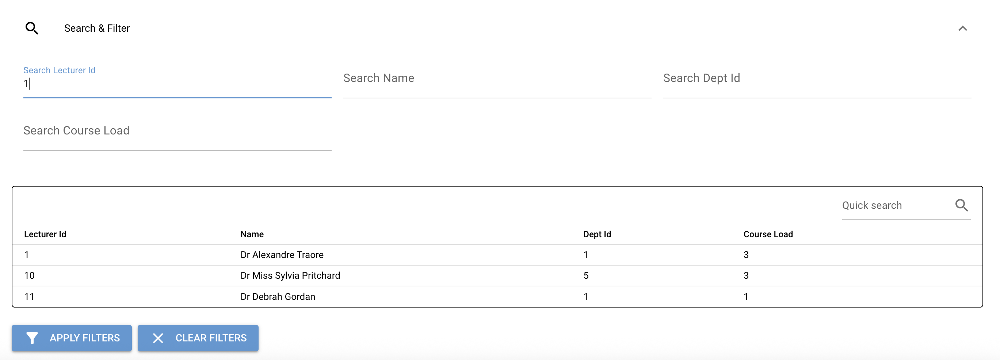 Search & Filter
Search Lecturer Id
1
Search Name
Search Dept Id
Search Course Load
Quick search
Lecturer Id Name Dept Id Course Load
1 Dr Alexandre Traore 1 3
10 Dr Miss Sylvia Pritchard 5 3
11 Dr Debrah Gordan 1 1
APPLY FILTERS CLEAR FILTERS